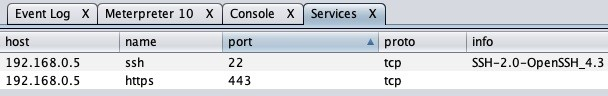 Event Log X Meterpreter 10 X Console X Services X
host name port proto info
192.168.0.5 ssh 22 tcp SSH-2.0-OpenSSH_4.3
192.168.0.5 https 443 tcp